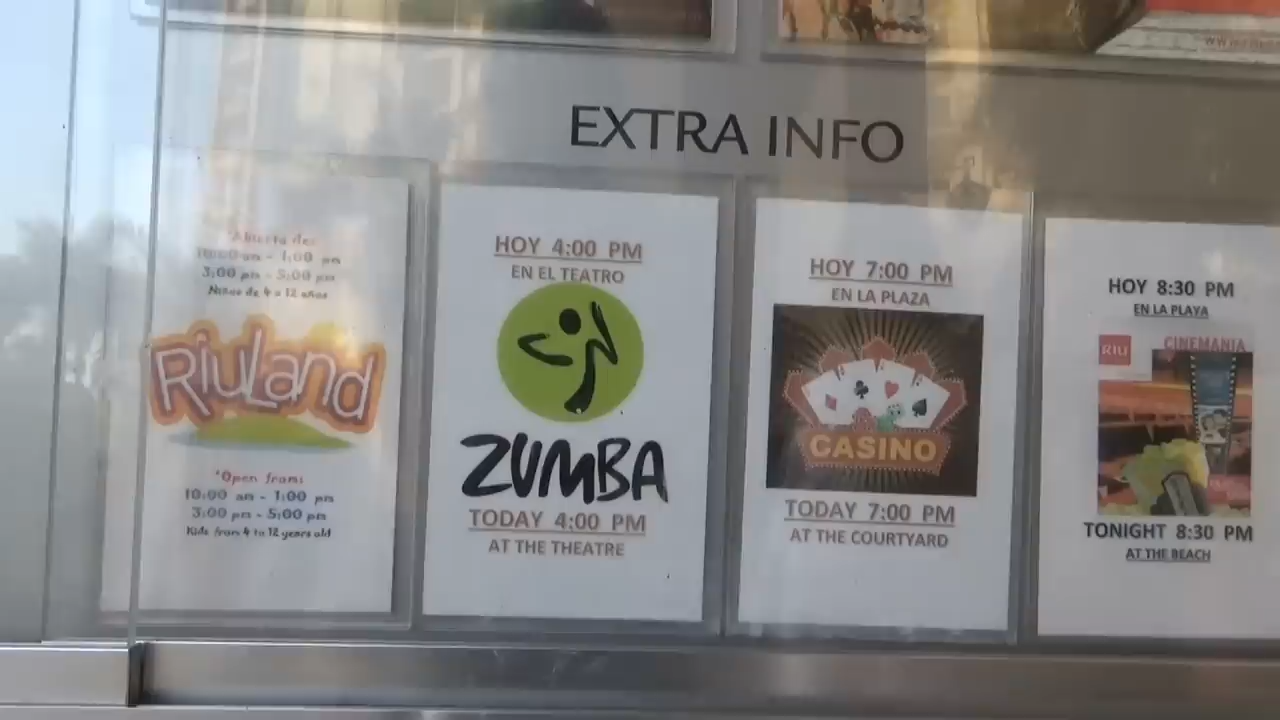 EXTRA INFO
*Abierto de:
10:00 am - 1:00 pm
3:00 pm - 5:00 pm
Niños de 4 a 12 años
RiuLand
*Open from:
10:00 am - 1:00 pm
3:00 pm - 5:00 pm
Kids from 4 to 12 years old
HOY 4:00 PM
EN EL TEATRO
ZUMBA
TODAY 4:00 PM
AT THE THEATRE
HOY 7:00 PM
EN LA PLAZA
CASINO
TODAY 7:00 PM
AT THE COURTYARD
HOY 8:30 PM
EN LA PLAYA
RIU
CINEMANIA
TONIGHT 8:30 PM
AT THE BEACH